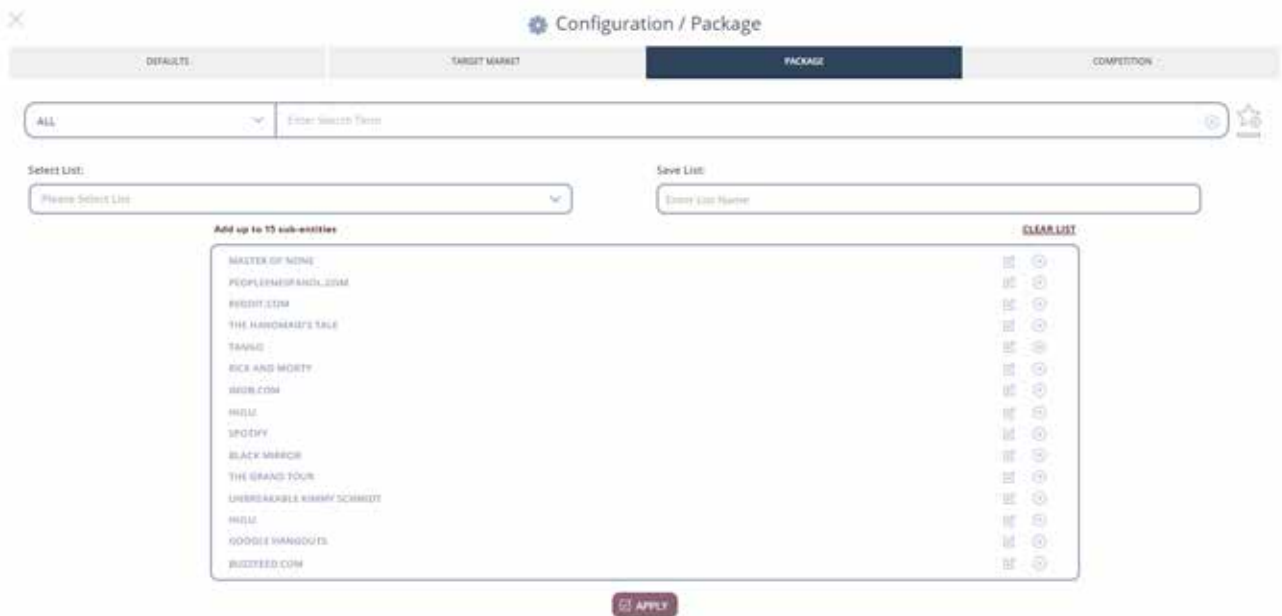 Configuration / Package
DEFAULTS
TARGET MARKET
PACKAGE
COMPETITION
ALL
Enter Search Term
Select List:
Save List:
Please Select List
Enter List Name
Add up to 15 sub-entities
CLEAR LIST
MASTER OF NONE
PEOPLEENESPANOL.COM
REDDIT.COM
THE HANDMAID'S TALE
RICK AND MORTY
IMDB.COM
HULU
SPOTIFY
BLACK MIRROR
THE GRAND TOUR
UNBREAKABLE KIMMY SCHMIDT
HULU
GOOGLE HANGOUTS
BUZZFEED.COM
APPLY